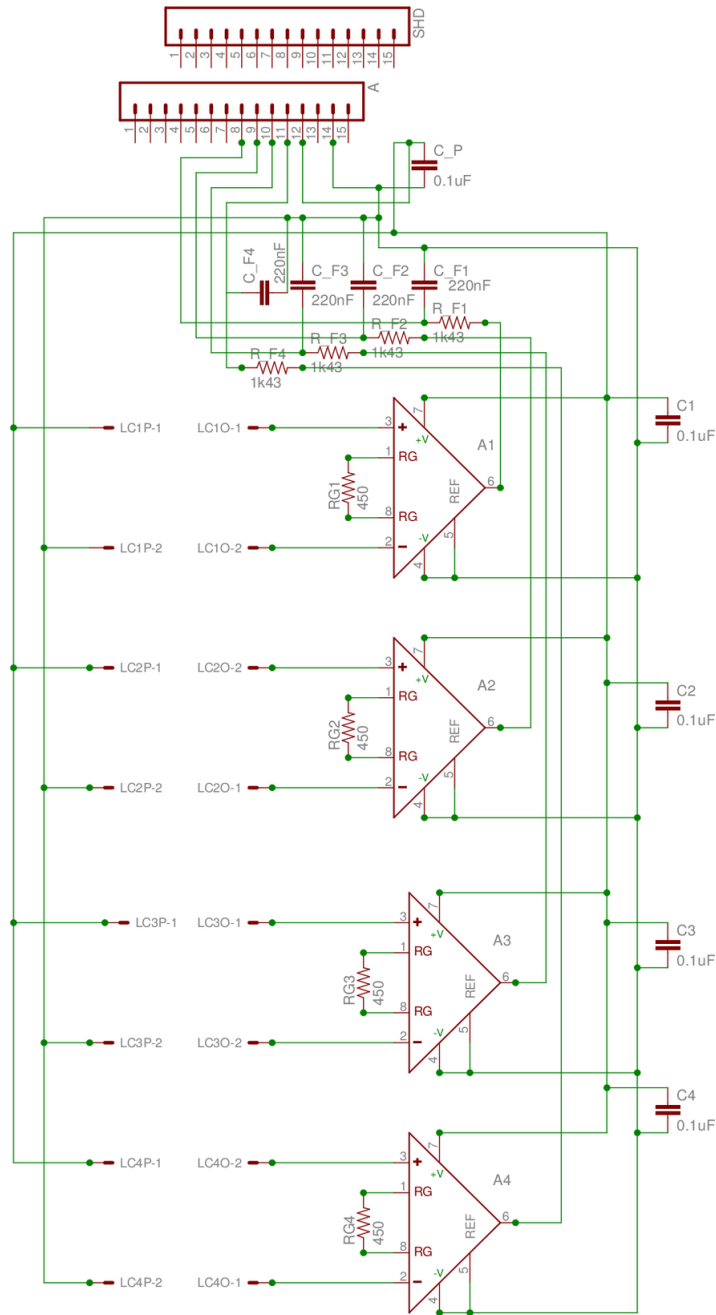 SHD
1 2 3 4 5 6 7 8 9 10 11 12 13 14 15
A
1 2 3 4 5 6 7 8 9 10 11 12 13 14 15
C_P
0.1uF
C_F4
220nF
C_F3
220nF
C_F2
220nF
C_F1
220nF
R_F1
1k43
R_F2
1k43
R_F3
1k43
R_F4
1k43
LC1P-1
LC1O-1
3
+
7
+V
A1
C1
0.1uF
1
RG
RG1
450
REF
6
8
RG
LC1P-2
LC1O-2
2
-V
4
5
LC2P-1
LC2O-2
3
+
7
+V
A2
C2
0.1uF
1
RG
RG2
450
REF
6
8
RG
LC2P-2
LC2O-1
2
-V
4
5
LC3P-1
LC3O-1
3
+
7
+V
A3
C3
0.1uF
1
RG
RG3
450
REF
6
8
RG
LC3P-2
LC3O-2
2
-V
4
5
C4
0.1uF
LC4P-1
LC4O-2
3
+
7
+V
A4
1
RG
RG4
450
REF
6
8
RG
LC4P-2
LC4O-1
2
-V
4
5